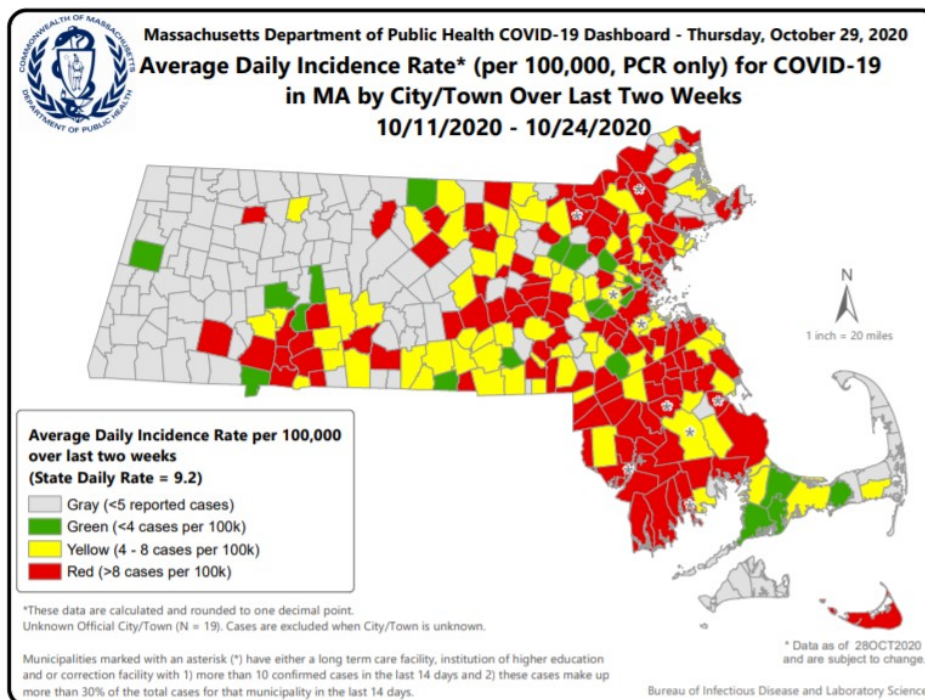 COMMONWEALTH OF MASSACHUSETTS
DEPARTMENT OF PUBLIC HEALTH
Massachusetts Department of Public Health COVID-19 Dashboard - Thursday, October 29, 2020
Average Daily Incidence Rate* (per 100,000, PCR only) for COVID-19
in MA by City/Town Over Last Two Weeks
10/11/2020 - 10/24/2020
N
1 inch = 20 miles
Average Daily Incidence Rate per 100,000
over last two weeks
(State Daily Rate = 9.2)
Gray (<5 reported cases)
Green (<4 cases per 100k)
Yellow (4 - 8 cases per 100k)
Red (>8 cases per 100k)
*These data are calculated and rounded to one decimal point.
Unknown Official City/Town (N = 19). Cases are excluded when City/Town is unknown.
Municipalities marked with an asterisk (*) have either a long term care facility, institution of higher education
and or correction facility with 1) more than 10 confirmed cases in the last 14 days and 2) these cases make up
more than 30% of the total cases for that municipality in the last 14 days.
* Data as of 28OCT2020
and are subject to change.
Bureau of Infectious Disease and Laboratory Science